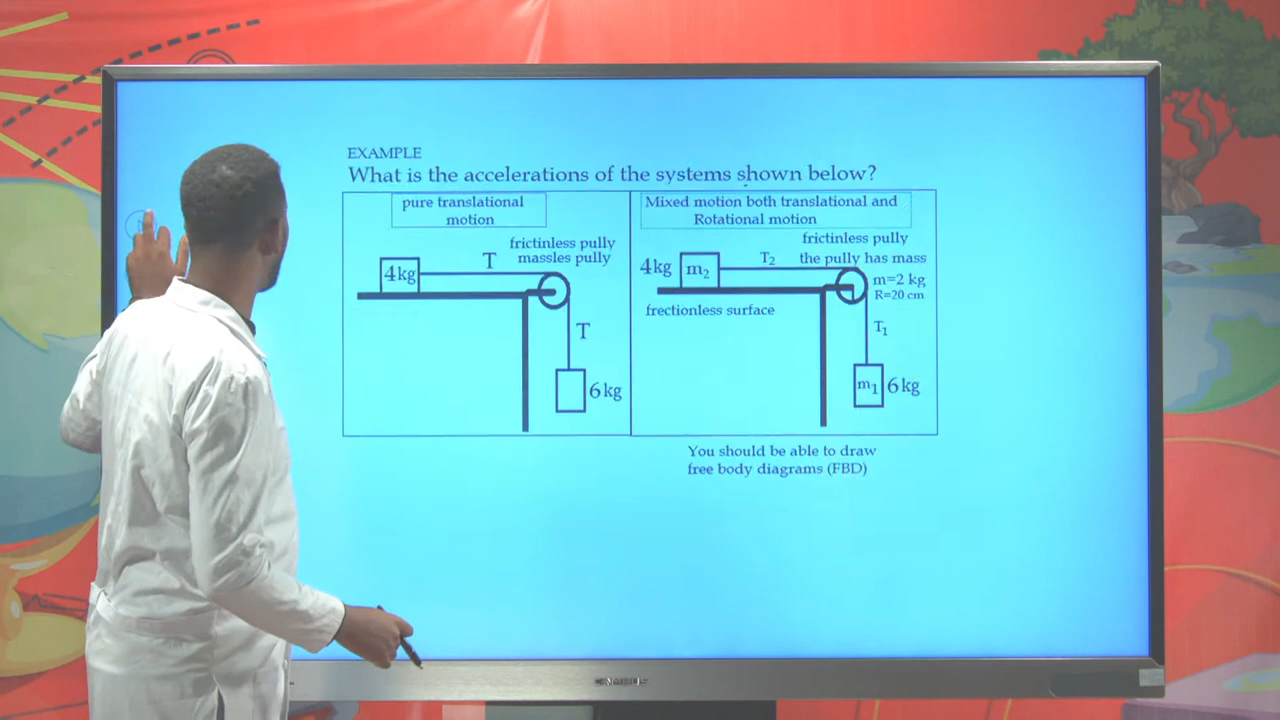 EXAMPLE
What is the accelerations of the systems shown below?
pure translational
motion
frictinless pully
massles pully
T
4kg
T
6kg
Mixed motion both translational and
Rotational motion
frictinless pully
the pully has mass
4kg
m2
T2
m=2 kg
R=20 cm
frectionless surface
T1
m1
6kg
You should be able to draw
free body diagrams (FBD)